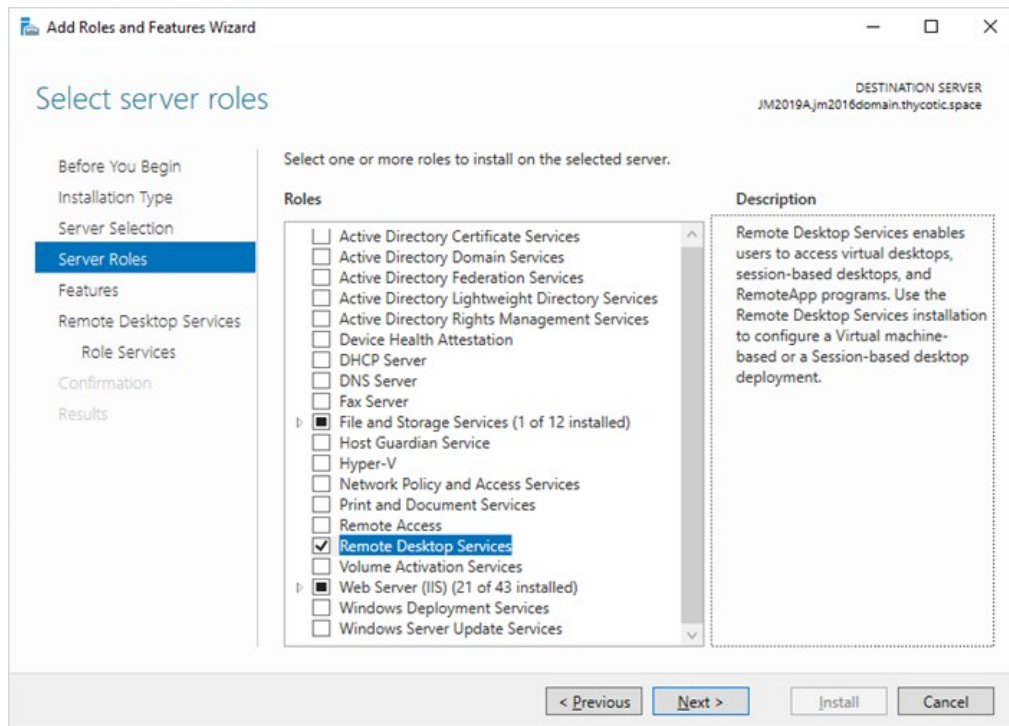 Add Roles and Features Wizard
Select server roles
DESTINATION SERVER
JM2019A.jm2016domain.thycotic.space
Before You Begin
Installation Type
Server Selection
Server Roles
Features
Remote Desktop Services
Role Services
Confirmation
Results
Select one or more roles to install on the selected server.
Roles
Active Directory Certificate Services
Active Directory Domain Services
Active Directory Federation Services
Active Directory Lightweight Directory Services
Active Directory Rights Management Services
Device Health Attestation
DHCP Server
DNS Server
Fax Server
File and Storage Services (1 of 12 installed)
Host Guardian Service
Hyper-V
Network Policy and Access Services
Print and Document Services
Remote Access
Remote Desktop Services
Volume Activation Services
Web Server (IIS) (21 of 43 installed)
Windows Deployment Services
Windows Server Update Services
Description
Remote Desktop Services enables
users to access virtual desktops,
session-based desktops, and
RemoteApp programs. Use the
Remote Desktop Services installation
to configure a Virtual machine-
based or a Session-based desktop
deployment.
< Previous
Next >
Install
Cancel